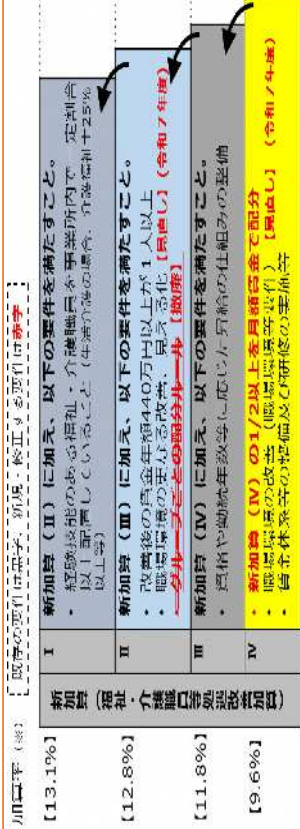 加算率（※）
既存の要件は黒字、新規・修正する要件は赤字
新加算（福祉・介護職員等処遇改善加算）
【13.1%】
Ⅰ
新加算（Ⅱ）に加え、以下の要件を満たすこと。
・ 経験技能のある福祉・介護職員を事業所内で一定割合
以上配置していること（生活介護の場合、介護福祉士25%
以上等）
【12.8%】
Ⅱ
新加算（Ⅲ）に加え、以下の要件を満たすこと。
・ 改善後の賃金年額440万円以上が1人以上
・ 職場環境の更なる改善、見える化【見直し】（令和7年度）
・ グループごとの配分ルール【撤廃】
【11.8%】
Ⅲ
新加算（Ⅳ）に加え、以下の要件を満たすこと。
・ 資格や勤続年数等に応じた昇給の仕組みの整備
【9.6%】
Ⅳ
・ 新加算（Ⅳ）の1/2以上を月額賃金で配分
・ 職場環境の改善（職場環境等要件）【見直し】（令和7年度）
・ 賃金体系等の整備及び研修の実施等